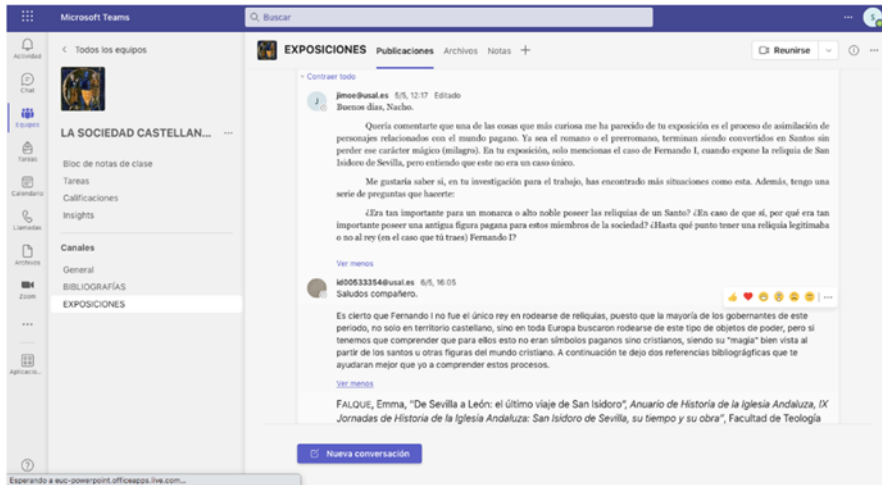 Microsoft Teams
Buscar
Actividad
Chat
Equipos
Tareas
Calendario
Llamadas
Archivos
Zoom
Aplicacio...
Todos los equipos
LA SOCIEDAD CASTELLAN...
Bloc de notas de clase
Tareas
Calificaciones
Insights
Canales
General
BIBLIOGRAFÍAS
EXPOSICIONES
EXPOSICIONES Publicaciones Archivos Notas
Reunirse
Contraer todo
jimoe@usal.es 5/5, 12:17 Editado
Buenos días, Nacho.
Quería comentarte que una de las cosas que más curiosa me ha parecido de tu exposición es el proceso de asimilación de
personajes relacionados con el mundo pagano. Ya sea el romano o el prerromano, terminan siendo convertidos en Santos sin
perder ese carácter mágico (milagro). En tu exposición, solo mencionas el caso de Fernando I, cuando expone la reliquia de San
Isidoro de Sevilla, pero entiendo que este no era un caso único.
Me gustaría saber si, en tu investigación para el trabajo, has encontrado más situaciones como esta. Además, tengo una
serie de preguntas que hacerte:
¿Era tan importante para un monarca o alto noble poseer las reliquias de un Santo? ¿En caso de que sí, por qué era tan
importante poseer una antigua figura pagana para estos miembros de la sociedad? ¿Hasta qué punto tener una reliquia legitimaba
o no al rey (en el caso que tú traes) Fernando I?
Ver menos
id00533354@usal.es 6/5, 16:05
Saludos compañero.
Es cierto que Fernando I no fue el único rey en rodearse de reliquias, puesto que la mayoría de los gobernantes de este
periodo, no solo en territorio castellano, sino en toda Europa buscaron rodearse de este tipo de objetos de poder, pero si
tenemos que comprender que para ellos esto no eran símbolos paganos sino cristianos, siendo su "magia" bien vista al
partir de los santos u otras figuras del mundo cristiano. A continuación te dejo dos referencias bibliográgficas que te
ayudaran mejor que yo a comprender estos procesos.
Ver menos
FALQUE, Emma, "De Sevilla a León: el último viaje de San Isidoro", Anuario de Historia de la Iglesia Andaluza, IX
Jornadas de Historia de la Iglesia Andaluza: San Isidoro de Sevilla, su tiempo y su obra", Facultad de Teología
Nueva conversación
Esperando a euc-powerpoint.officeapps.live.com...